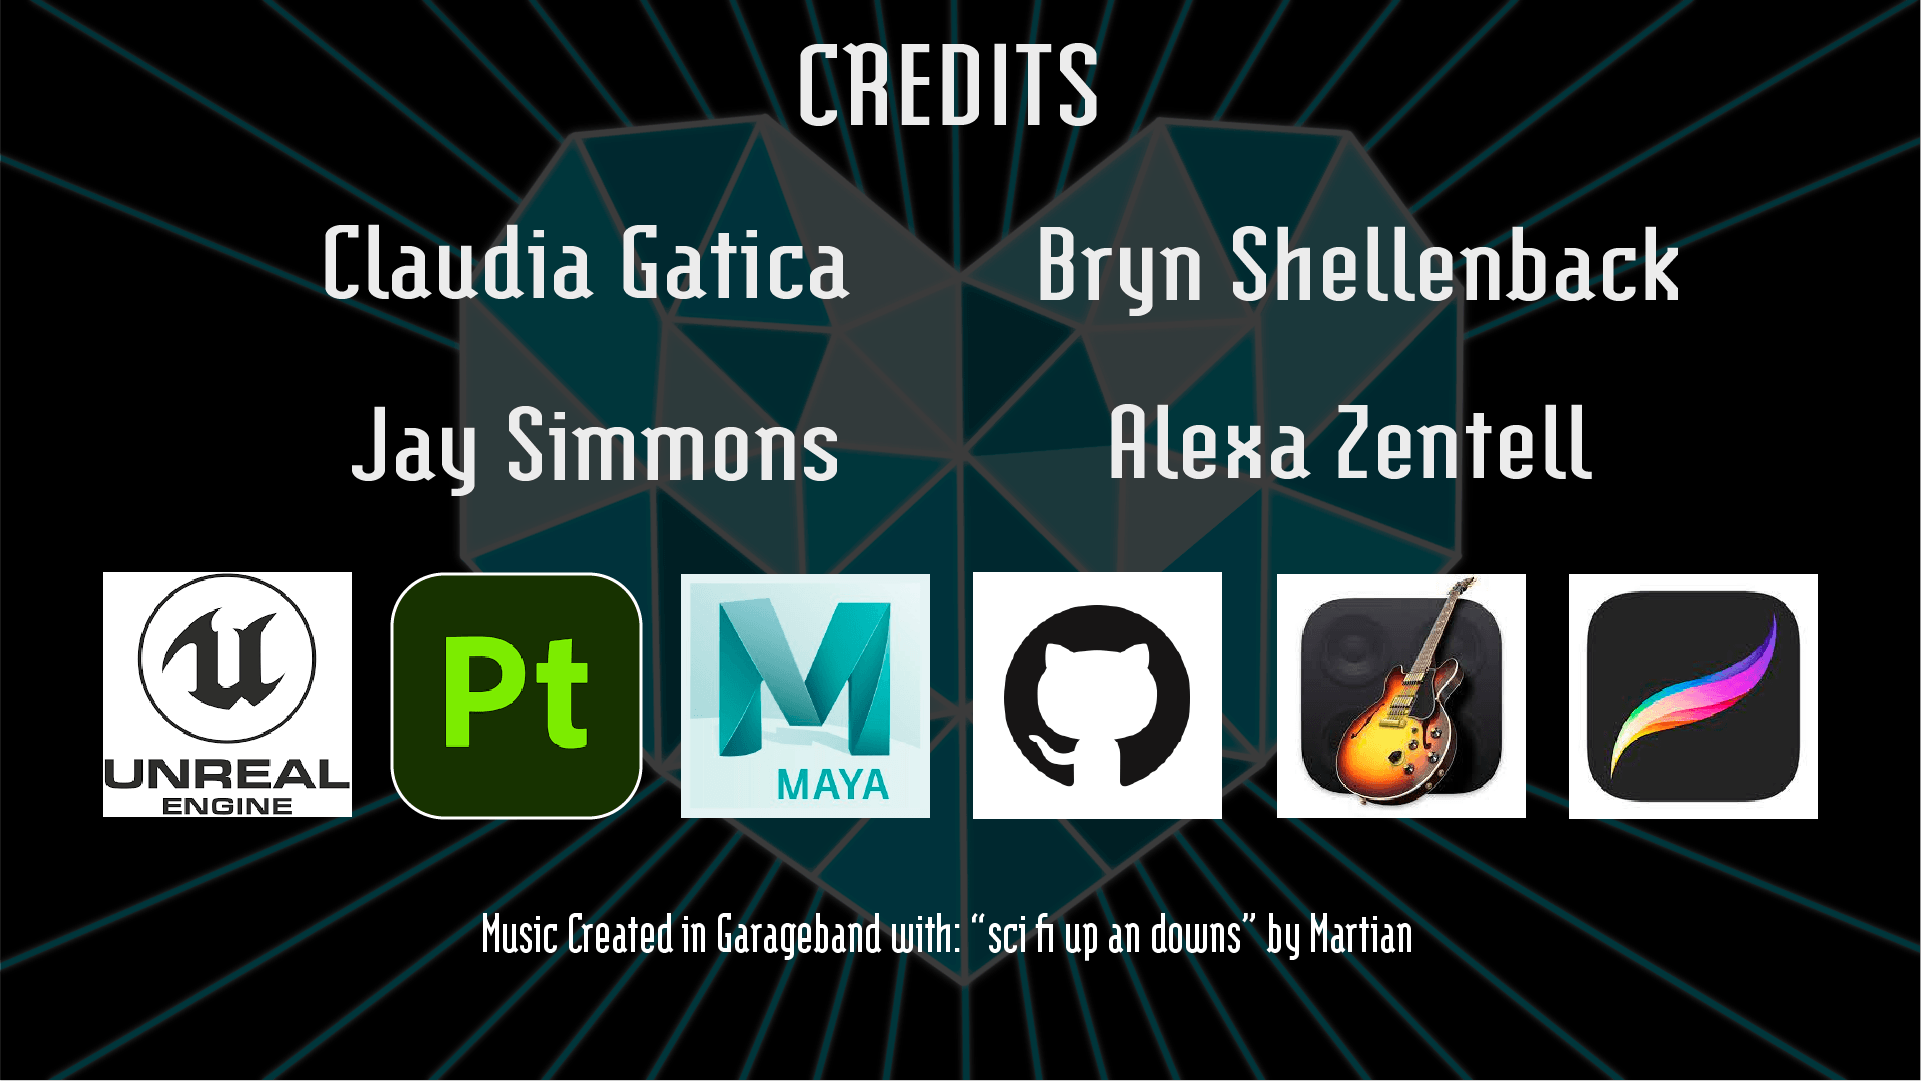 CREDITS
Claudia Gatica
Bryn Shellenback
Jay Simmons
Alexa Zentell
UNREAL
ENGINE
Pt
MAYA
Music Created in Garageband with: “sci fi up an downs” by Martian